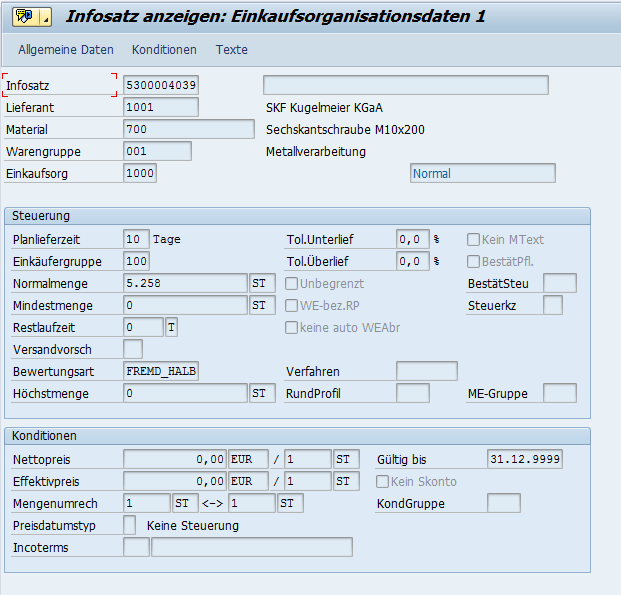 Infosatz anzeigen: Einkaufsorganisationsdaten 1
Allgemeine Daten Konditionen Texte
Infosatz 5300004039
Lieferant 1001 SKF Kugelmeier KGaA
Material 700 Sechskantschraube M10x200
Warengruppe 001 Metallverarbeitung
Einkaufsorg 1000 Normal
Steuerung
Planlieferzeit 10 Tage Tol.Unterlief 0,0 % Kein MText
Einkäufergruppe 100 Tol.Überlief 0,0 % BestätPfl.
Normalmenge 5.258 ST Unbegrenzt BestätSteu
Mindestmenge 0 ST WE-bez.RP Steuerkz
Restlaufzeit 0 T keine auto WEAbr
Versandvorsch
Bewertungsart FREMD_HALB Verfahren
Höchstmenge 0 ST RundProfil ME-Gruppe
Konditionen
Nettopreis 0,00 EUR / 1 ST Gültig bis 31.12.9999
Effektivpreis 0,00 EUR / 1 ST Kein Skonto
Mengenumrech 1 ST <-> 1 ST KondGruppe
Preisdatumstyp Keine Steuerung
Incoterms